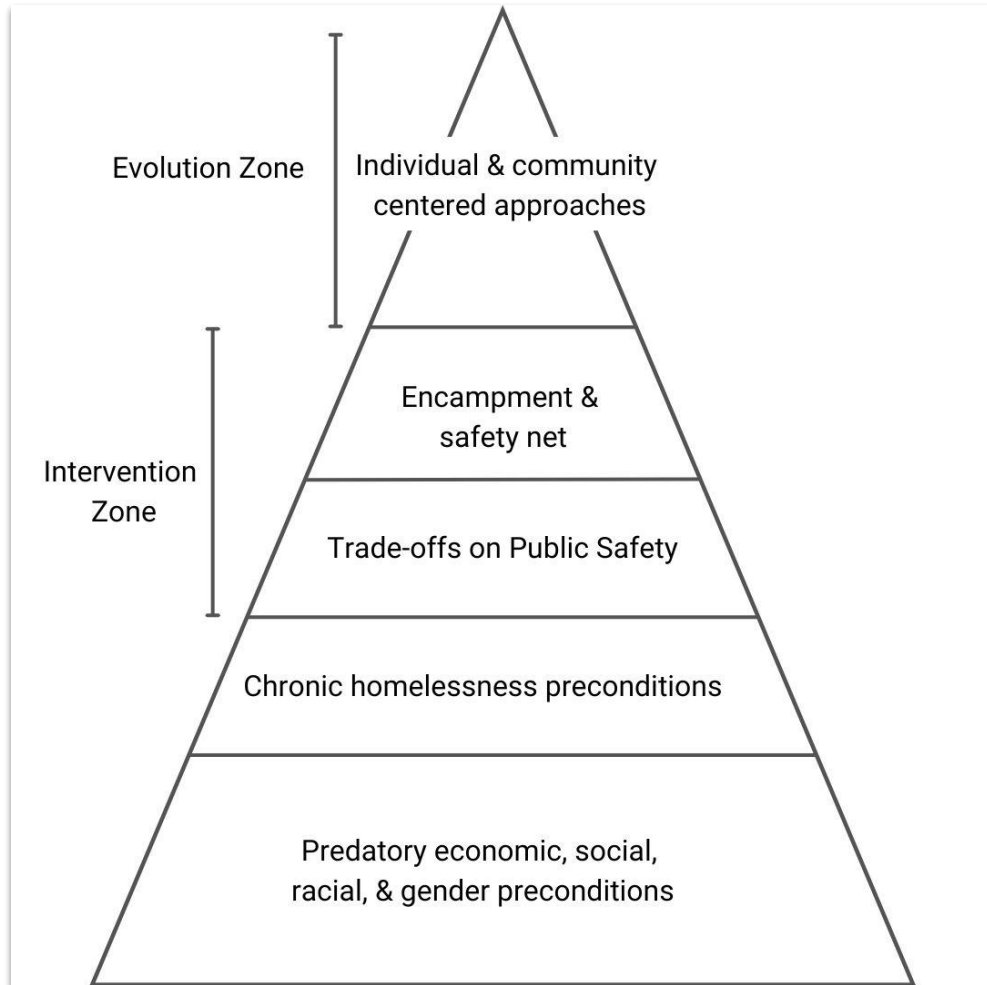 Evolution Zone
Individual & community
centered approaches
Encampment &
safety net
Intervention
Zone
Trade-offs on Public Safety
Chronic homelessness preconditions
Predatory economic, social,
racial, & gender preconditions